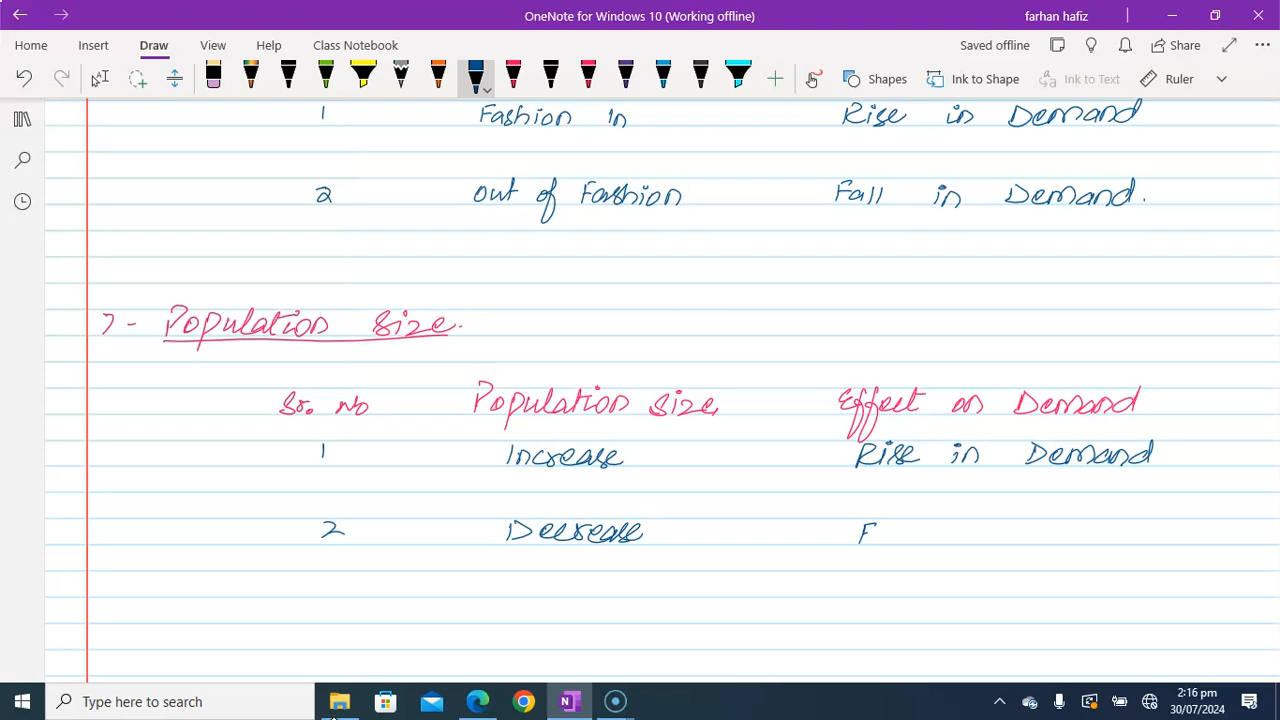 OneNote for Windows 10 (Working offline)
farhan hafiz
Home Insert Draw View Help Class Notebook
Saved offline Share
Shapes Ink to Shape Ink to Text Ruler
1 Fashion In Rise in Demand
2 Out of Fashion Fall in Demand.
7- Population Size.
Sr. No Population Size Effect on Demand
1 Increase Rise in Demand
2 Decrease F
Type here to search
2:16 pm
30/07/2024